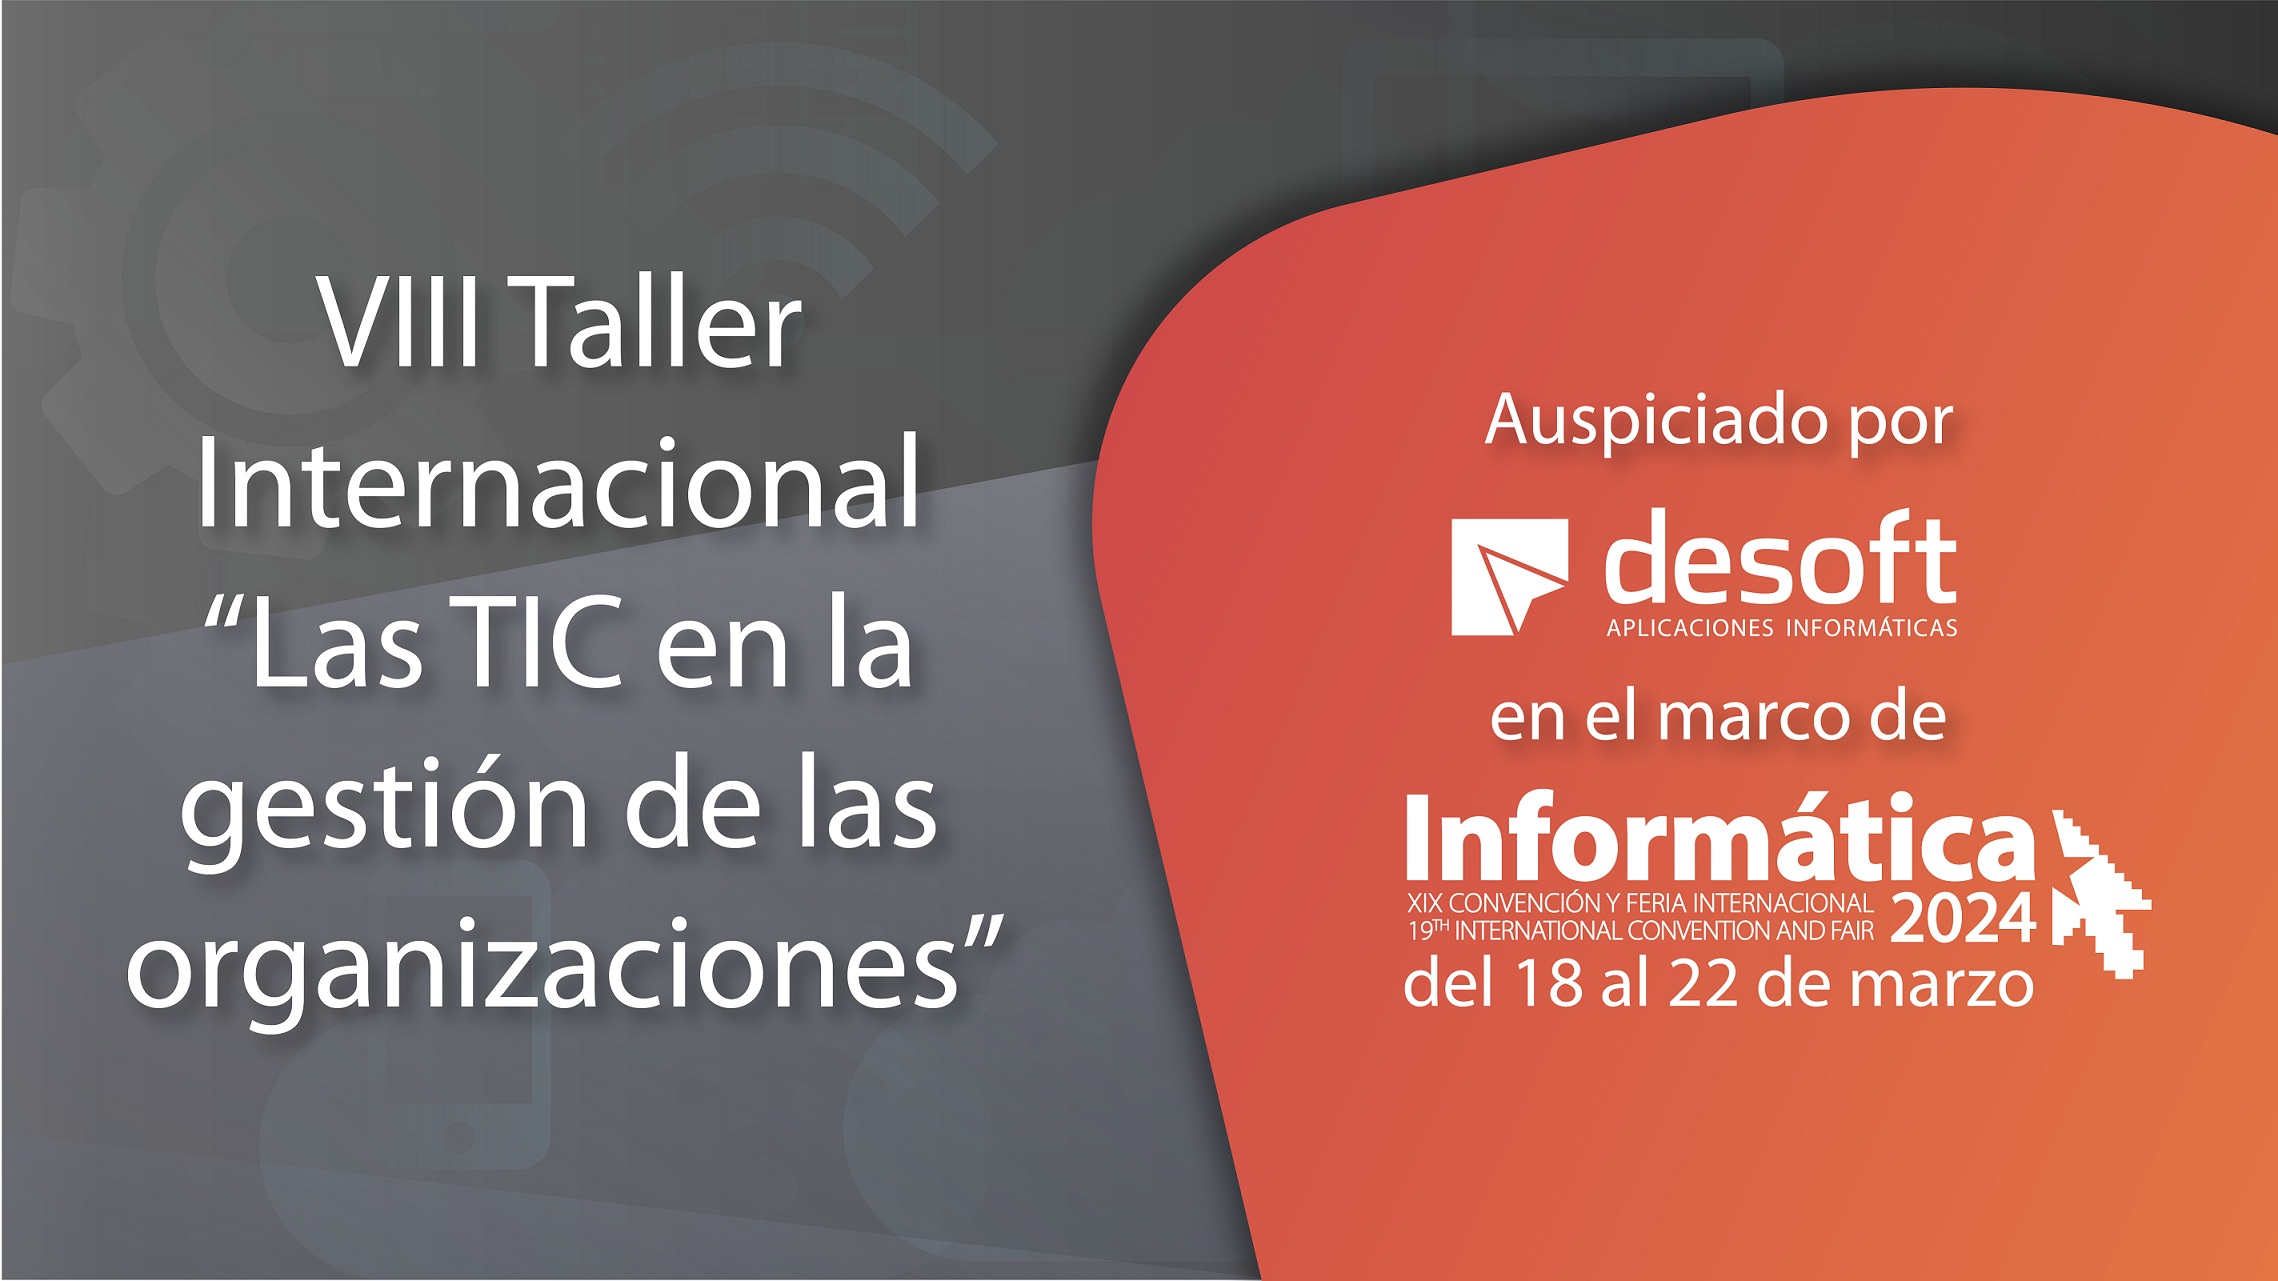 VIII Taller
Internacional
“Las TIC en la
gestión de las
organizaciones”
Auspiciado por
desoft
APLICACIONES INFORMÁTICAS
en el marco de
Informática
XIX CONVENCIÓN Y FERIA INTERNACIONAL
19TH INTERNATIONAL CONVENTION AND FAIR
2024
del 18 al 22 de marzo